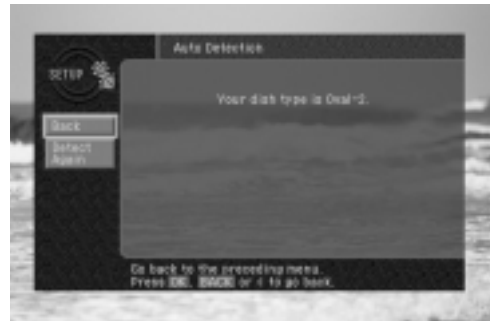 Auto Detection
SETUP
Your dish type is Oval-2.
Back
Detect
Again
Go back to the preceding menu.
Press OK, BACK or < to go back.